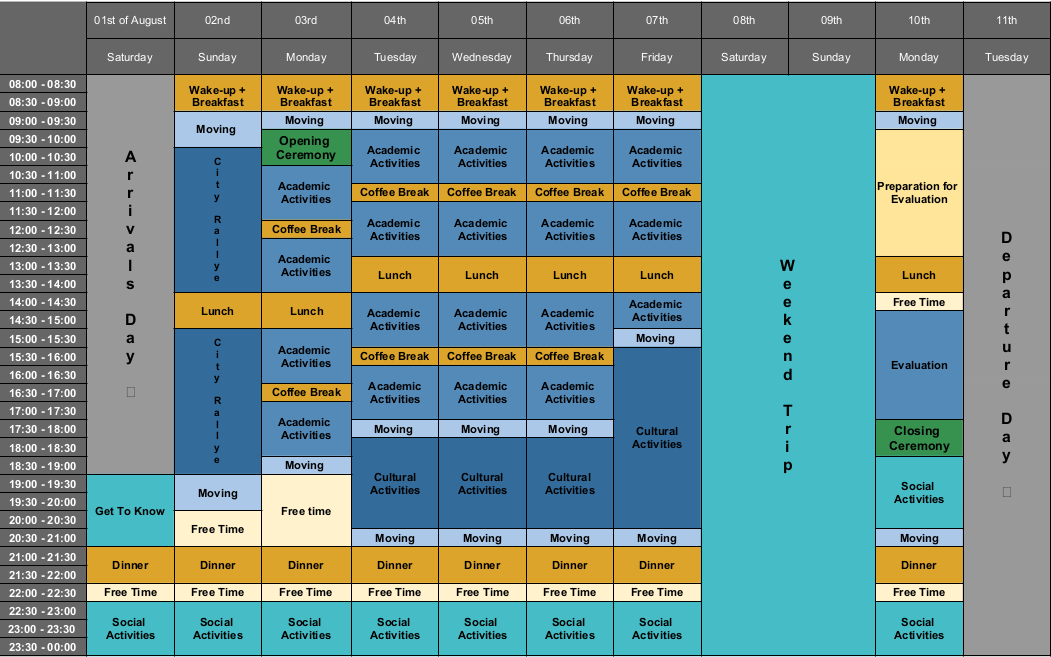 01st of August
02nd
03rd
04th
05th
06th
07th
08th
09th
10th
11th
Saturday
Sunday
Monday
Tuesday
Wednesday
Thursday
Friday
Saturday
Sunday
Monday
Tuesday
08:00 - 08:30
08:30 - 09:00
09:00 - 09:30
09:30 - 10:00
10:00 - 10:30
10:30 - 11:00
11:00 - 11:30
11:30 - 12:00
12:00 - 12:30
12:30 - 13:00
13:00 - 13:30
13:30 - 14:00
14:00 - 14:30
14:30 - 15:00
15:00 - 15:30
15:30 - 16:00
16:00 - 16:30
16:30 - 17:00
17:00 - 17:30
17:30 - 18:00
18:00 - 18:30
18:30 - 19:00
19:00 - 19:30
19:30 - 20:00
20:00 - 20:30
20:30 - 21:00
21:00 - 21:30
21:30 - 22:00
22:00 - 22:30
22:30 - 23:00
23:00 - 23:30
23:30 - 00:00
Arrivals Day
Get To Know
Dinner
Free Time
Social
Activities
Wake-up +
Breakfast
Moving
City Rallye
Lunch
City Rallye
Moving
Free Time
Dinner
Free Time
Social
Activities
Wake-up +
Breakfast
Moving
Opening
Ceremony
Academic
Activities
Coffee Break
Academic
Activities
Lunch
Academic
Activities
Coffee Break
Academic
Activities
Moving
Free time
Dinner
Free Time
Social
Activities
Wake-up +
Breakfast
Moving
Academic
Activities
Coffee Break
Academic
Activities
Lunch
Academic
Activities
Coffee Break
Academic
Activities
Moving
Cultural
Activities
Moving
Dinner
Free Time
Social
Activities
Wake-up +
Breakfast
Moving
Academic
Activities
Coffee Break
Academic
Activities
Lunch
Academic
Activities
Coffee Break
Academic
Activities
Moving
Cultural
Activities
Moving
Dinner
Free Time
Social
Activities
Wake-up +
Breakfast
Moving
Academic
Activities
Coffee Break
Academic
Activities
Lunch
Academic
Activities
Coffee Break
Academic
Activities
Moving
Cultural
Activities
Moving
Dinner
Free Time
Social
Activities
Wake-up +
Breakfast
Moving
Academic
Activities
Coffee Break
Academic
Activities
Lunch
Academic
Activities
Moving
Cultural
Activities
Moving
Dinner
Free Time
Social
Activities
Weekend Trip
Wake-up +
Breakfast
Moving
Preparation for
Evaluation
Lunch
Free Time
Evaluation
Closing
Ceremony
Social
Activities
Moving
Dinner
Free Time
Social
Activities
Departure Day